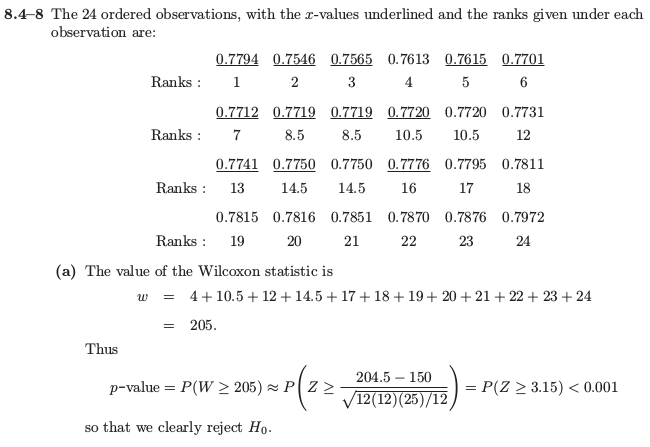 8.4–8 The 24 ordered observations, with the x-values underlined and the ranks given under each
observation are:
0.7794 0.7546 0.7565 0.7613 0.7615 0.7701
Ranks : 1 2 3 4 5 6
0.7712 0.7719 0.7719 0.7720 0.7720 0.7731
Ranks : 7 8.5 8.5 10.5 10.5 12
0.7741 0.7750 0.7750 0.7776 0.7795 0.7811
Ranks : 13 14.5 14.5 16 17 18
0.7815 0.7816 0.7851 0.7870 0.7876 0.7972
Ranks : 19 20 21 22 23 24
(a) The value of the Wilcoxon statistic is
w = 4 + 10.5 + 12 + 14.5 + 17 + 18 + 19 + 20 + 21 + 22 + 23 + 24
= 205.
Thus
p-value = P(W ≥ 205) ≈ P(Z ≥ (204.5 − 150)/√(12(12)(25)/12)) = P(Z ≥ 3.15) < 0.001
so that we clearly reject H₀.